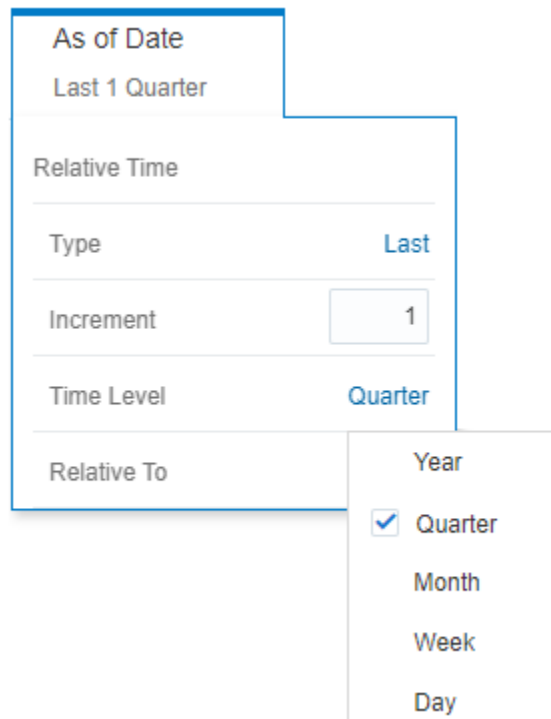 As of Date
Last 1 Quarter
Relative Time
Type Last
Increment 1
Time Level Quarter
Relative To
Year
Quarter
Month
Week
Day